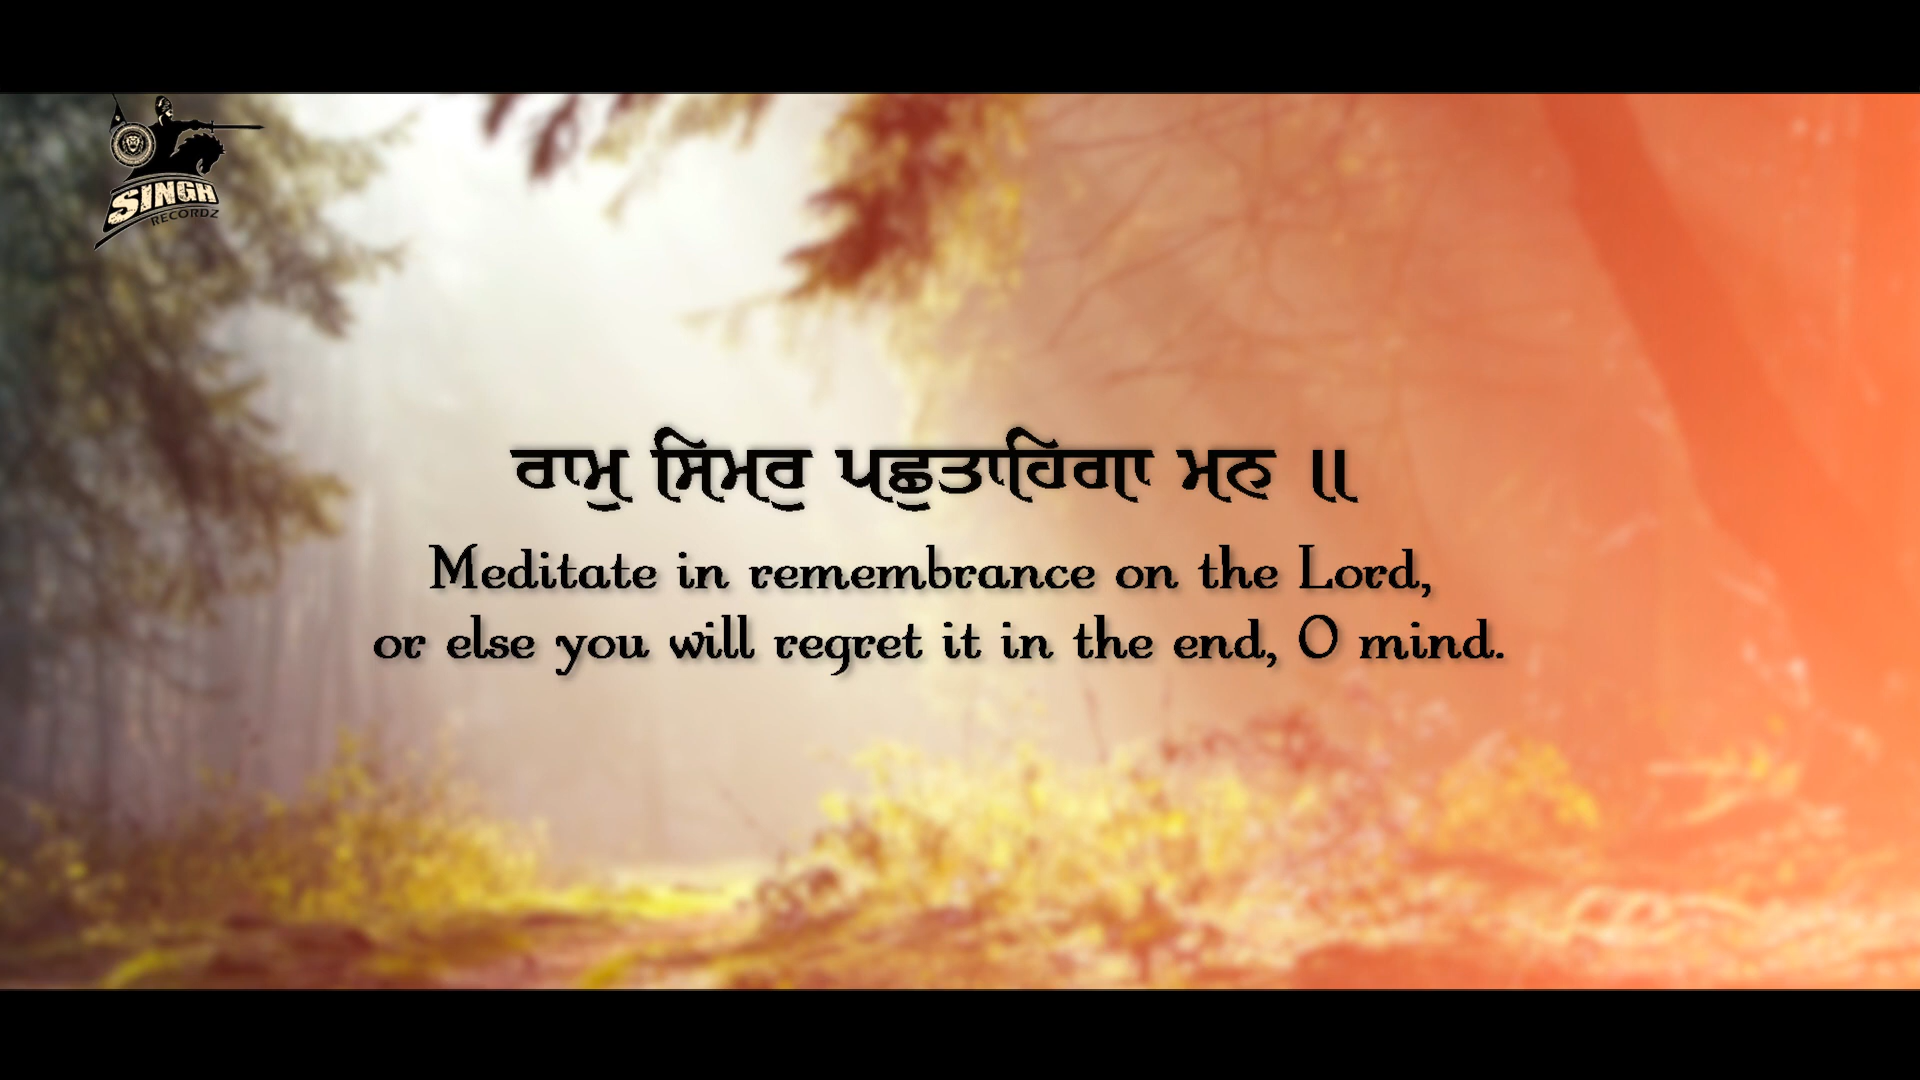 SINGH
RECORDZ
ਰਾਮੁ ਸਿਮਰੁ ਪਛੁਤਾਹਿਗਾ ਮਨ ॥
Meditate in remembrance on the Lord,
or else you will regret it in the end, O mind.